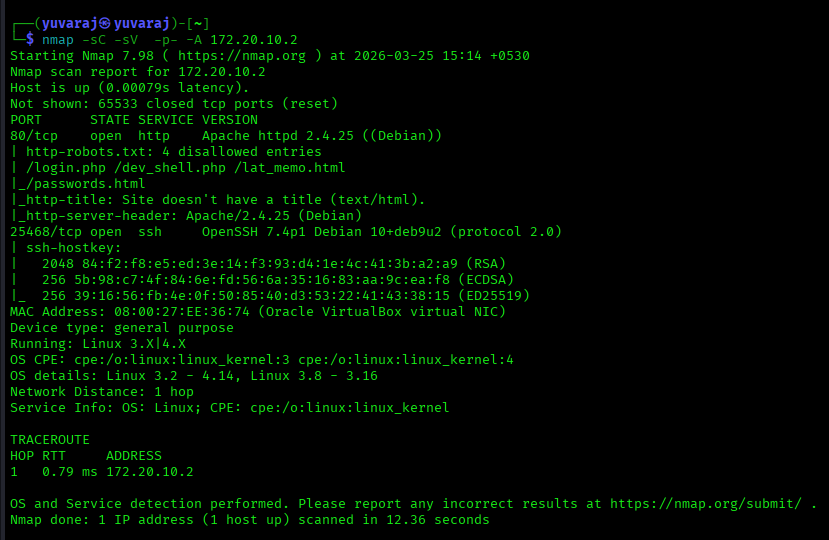 ┌──(yuvaraj㉿yuvaraj)-[~]
└─$ nmap -sC -sV  -p- -A 172.20.10.2
Starting Nmap 7.98 ( https://nmap.org ) at 2026-03-25 15:14 +0530
Nmap scan report for 172.20.10.2
Host is up (0.00079s latency).
Not shown: 65533 closed tcp ports (reset)
PORT      STATE SERVICE VERSION
80/tcp    open  http    Apache httpd 2.4.25 ((Debian))
| http-robots.txt: 4 disallowed entries
| /login.php /dev_shell.php /lat_memo.html
|_/passwords.html
|_http-title: Site doesn't have a title (text/html).
|_http-server-header: Apache/2.4.25 (Debian)
25468/tcp open  ssh     OpenSSH 7.4p1 Debian 10+deb9u2 (protocol 2.0)
| ssh-hostkey:
|   2048 84:f2:f8:e5:ed:3e:14:f3:93:d4:1e:4c:41:3b:a2:a9 (RSA)
|   256 5b:98:c7:4f:84:6e:fd:56:6a:35:16:83:aa:9c:ea:f8 (ECDSA)
|_  256 39:16:56:fb:4e:0f:50:85:40:d3:53:22:41:43:38:15 (ED25519)
MAC Address: 08:00:27:EE:36:74 (Oracle VirtualBox virtual NIC)
Device type: general purpose
Running: Linux 3.X|4.X
OS CPE: cpe:/o:linux:linux_kernel:3 cpe:/o:linux:linux_kernel:4
OS details: Linux 3.2 - 4.14, Linux 3.8 - 3.16
Network Distance: 1 hop
Service Info: OS: Linux; CPE: cpe:/o:linux:linux_kernel

TRACEROUTE
HOP RTT     ADDRESS
1   0.79 ms 172.20.10.2

OS and Service detection performed. Please report any incorrect results at https://nmap.org/submit/ .
Nmap done: 1 IP address (1 host up) scanned in 12.36 seconds